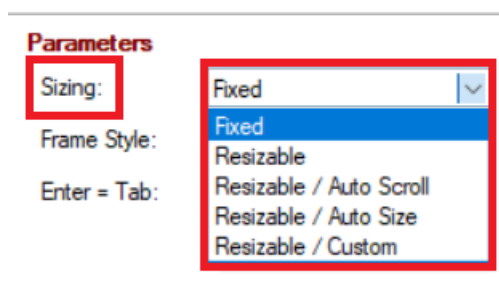 Parameters
Sizing: Fixed
Fixed
Frame Style:
Resizable
Enter = Tab:
Resizable / Auto Scroll
Resizable / Auto Size
Resizable / Custom